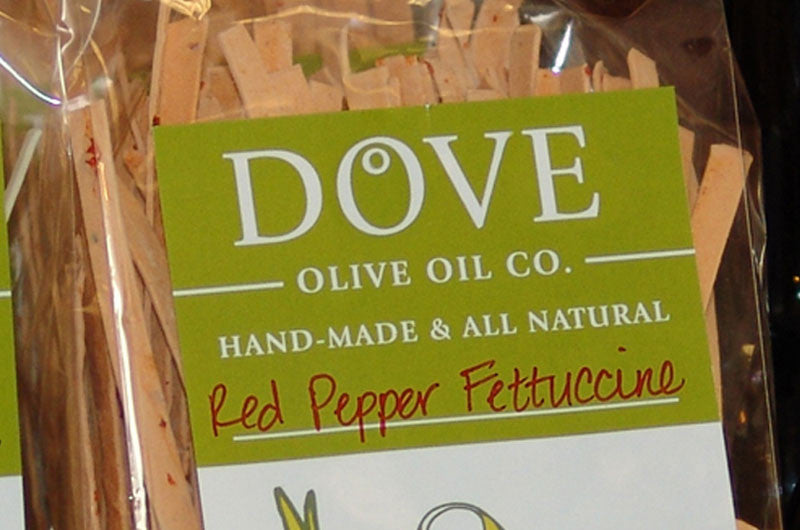 DOVE
OLIVE OIL CO.
HAND-MADE & ALL NATURAL
Red Pepper Fettuccine